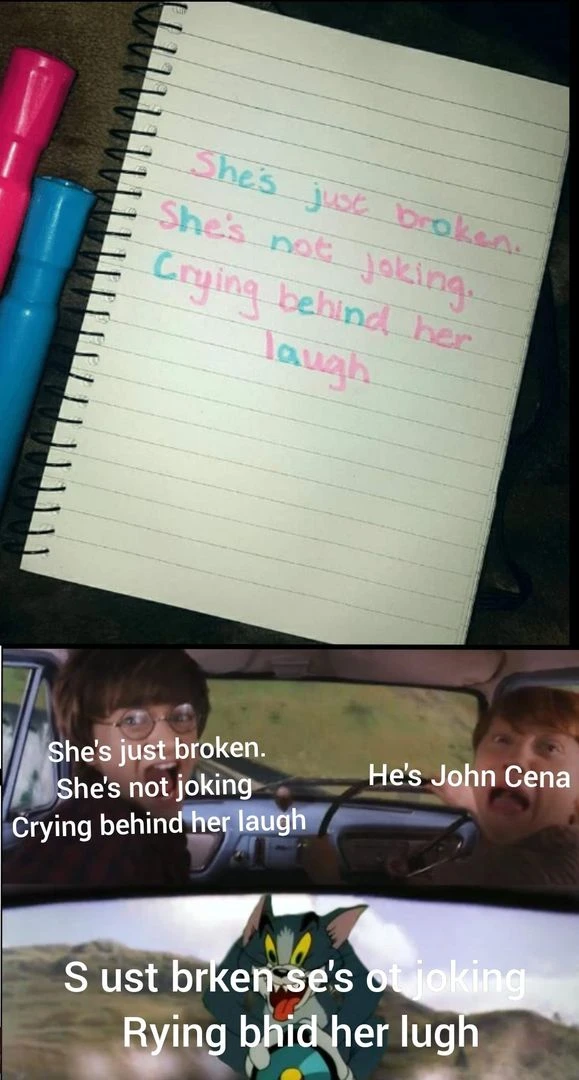 She's just broken.
She's not joking.
Crying behind her
laugh
She's just broken.
She's not joking
Crying behind her laugh
He's John Cena
S ust brken se's ot joking
Rying bhid her lugh